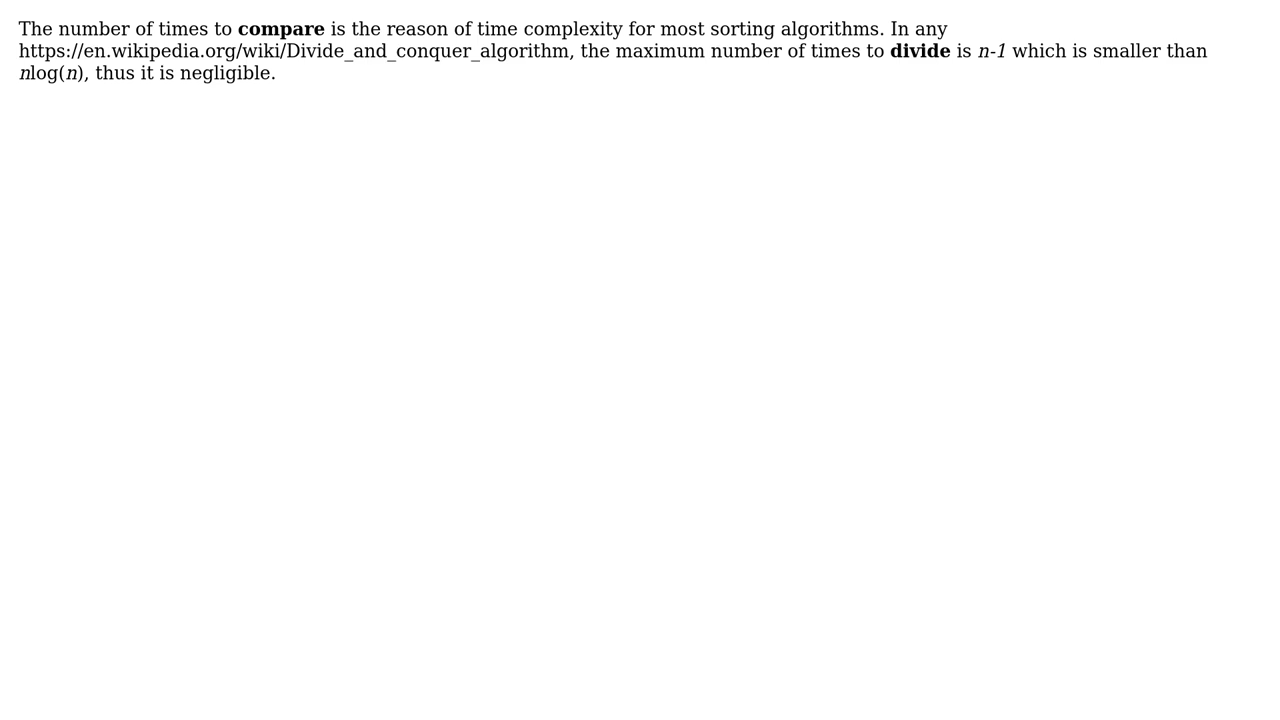 The number of times to compare is the reason of time complexity for most sorting algorithms. In any
https://en.wikipedia.org/wiki/Divide_and_conquer_algorithm, the maximum number of times to divide is n-1 which is smaller than
nlog(n), thus it is negligible.